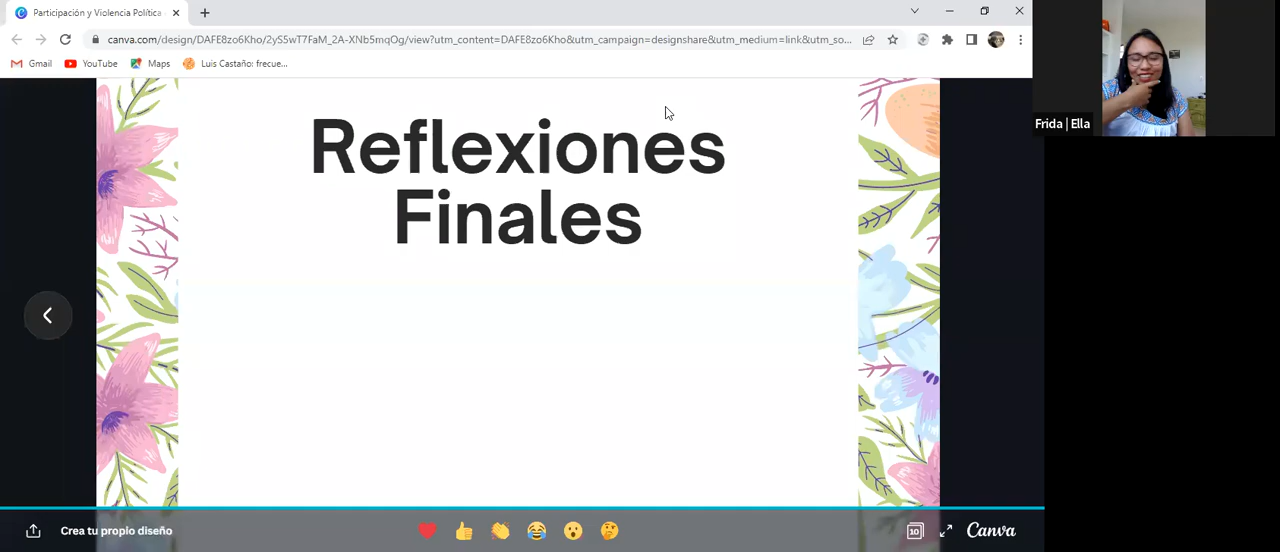 Participación y Violencia Política
canva.com/design/DAFE8zo6Kho/2yS5wT7FaM_2A-XNb5mqOg/view?utm_content=DAFE8zo6Kho&utm_campaign=designshare&utm_medium=link&utm_so...
Gmail
YouTube
Maps
Luis Castaño: frecue...
Frida | Ella
Reflexiones
Finales
Crea tu propio diseño
10
Canva